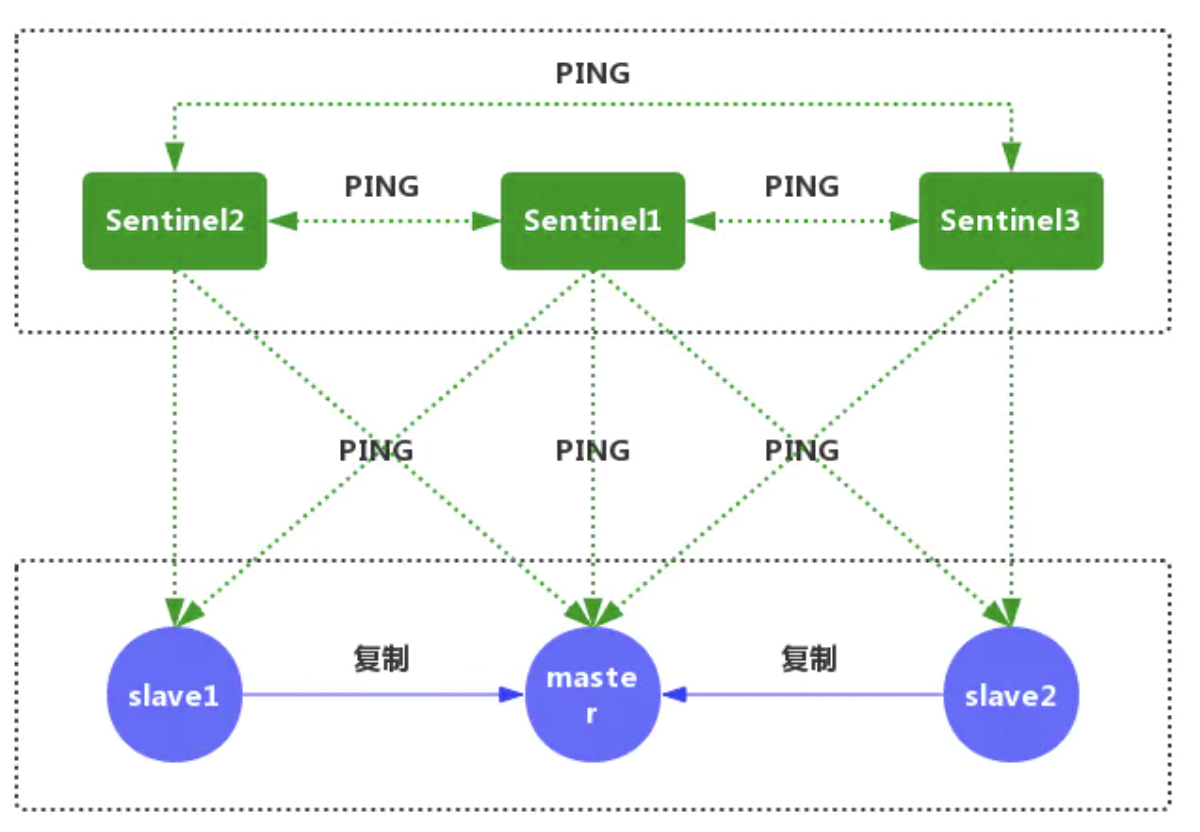 PING
PING
PING
Sentinel2
Sentinel1
Sentinel3
PING
PING
PING
复制
复制
slave1
maste
r
slave2